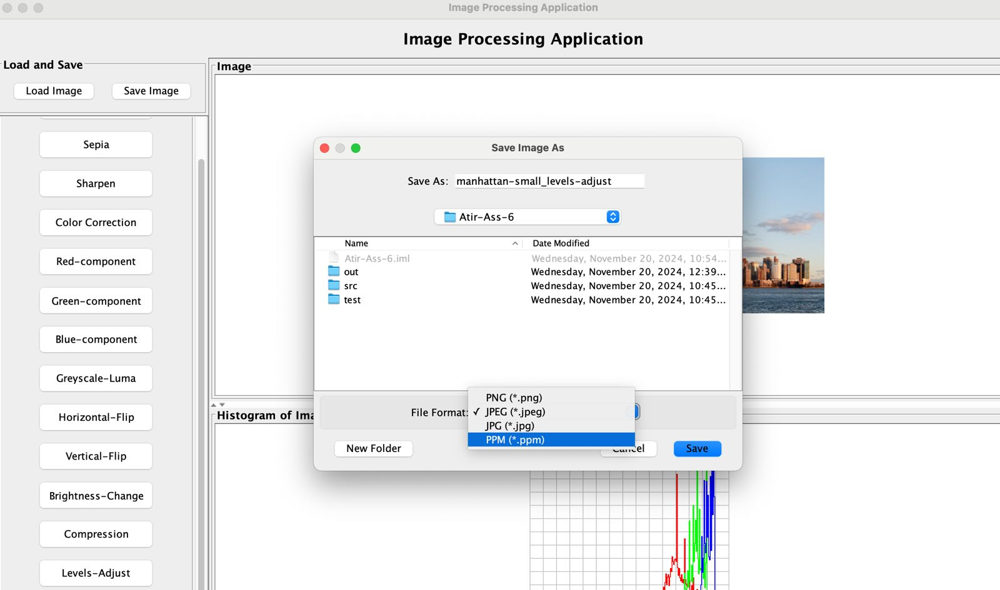 Image Processing Application
Image Processing Application
Load and Save
Load Image
Save Image
Sepia
Sharpen
Color Correction
Red-component
Green-component
Blue-component
Greyscale-Luma
Horizontal-Flip
Vertical-Flip
Brightness-Change
Compression
Levels-Adjust
Image
Save Image As
Save As: manhattan-small_levels-adjust
Atir-Ass-6
Name Date Modified
Atir-Ass-6.iml Wednesday, November 20, 2024, 10:54...
out Wednesday, November 20, 2024, 12:39...
src Wednesday, November 20, 2024, 10:45...
test Wednesday, November 20, 2024, 10:45...
File Format:
PNG (*.png)
✓ JPEG (*.jpeg)
JPG (*.jpg)
PPM (*.ppm)
New Folder
Cancel
Save
Histogram of Ima